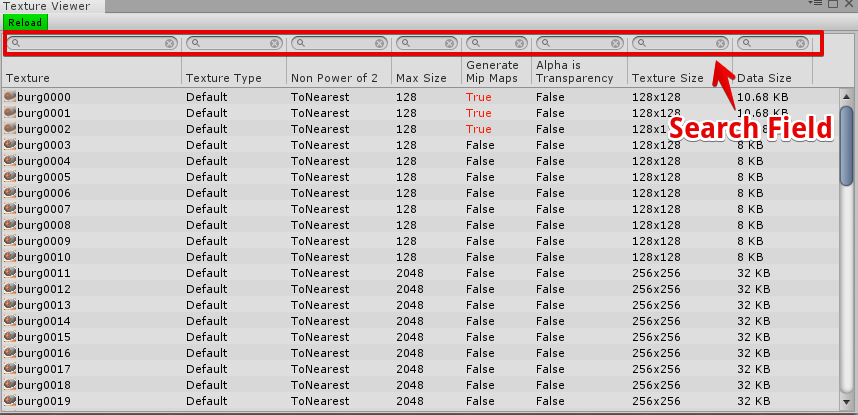 Texture Viewer
Reload
Generate Alpha is
Texture Texture Type Non Power of 2 Max Size Mip Maps Transparency Texture Size Data Size
burg0000 Default ToNearest 128 True False 128x128 10.68 KB
burg0001 Default ToNearest 128 True False 128x128 10.68 KB
burg0002 Default ToNearest 128 True False 128x128 KB
Search Field
burg0003 Default ToNearest 128 False False 128x128 8 KB
burg0004 Default ToNearest 128 False False 128x128 8 KB
burg0005 Default ToNearest 128 False False 128x128 8 KB
burg0006 Default ToNearest 128 False False 128x128 8 KB
burg0007 Default ToNearest 128 False False 128x128 8 KB
burg0008 Default ToNearest 128 False False 128x128 8 KB
burg0009 Default ToNearest 128 False False 128x128 8 KB
burg0010 Default ToNearest 128 False False 128x128 8 KB
burg0011 Default ToNearest 2048 False False 256x256 32 KB
burg0012 Default ToNearest 2048 False False 256x256 32 KB
burg0013 Default ToNearest 2048 False False 256x256 32 KB
burg0014 Default ToNearest 2048 False False 256x256 32 KB
burg0015 Default ToNearest 2048 False False 256x256 32 KB
burg0016 Default ToNearest 2048 False False 256x256 32 KB
burg0017 Default ToNearest 2048 False False 256x256 32 KB
burg0018 Default ToNearest 2048 False False 256x256 32 KB
burg0019 Default ToNearest 2048 False False 256x256 32 KB